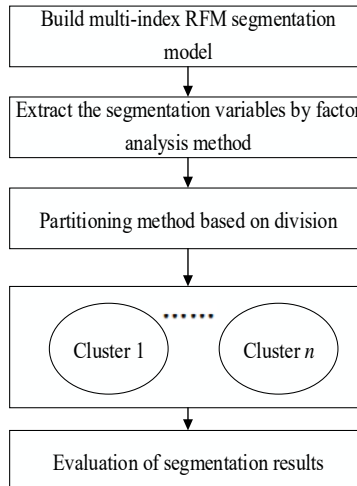 Build multi-index RFM segmentation
model
Extract the segmentation variables by factor
analysis method
Partitioning method based on division
......
Cluster 1
Cluster n
Evaluation of segmentation results